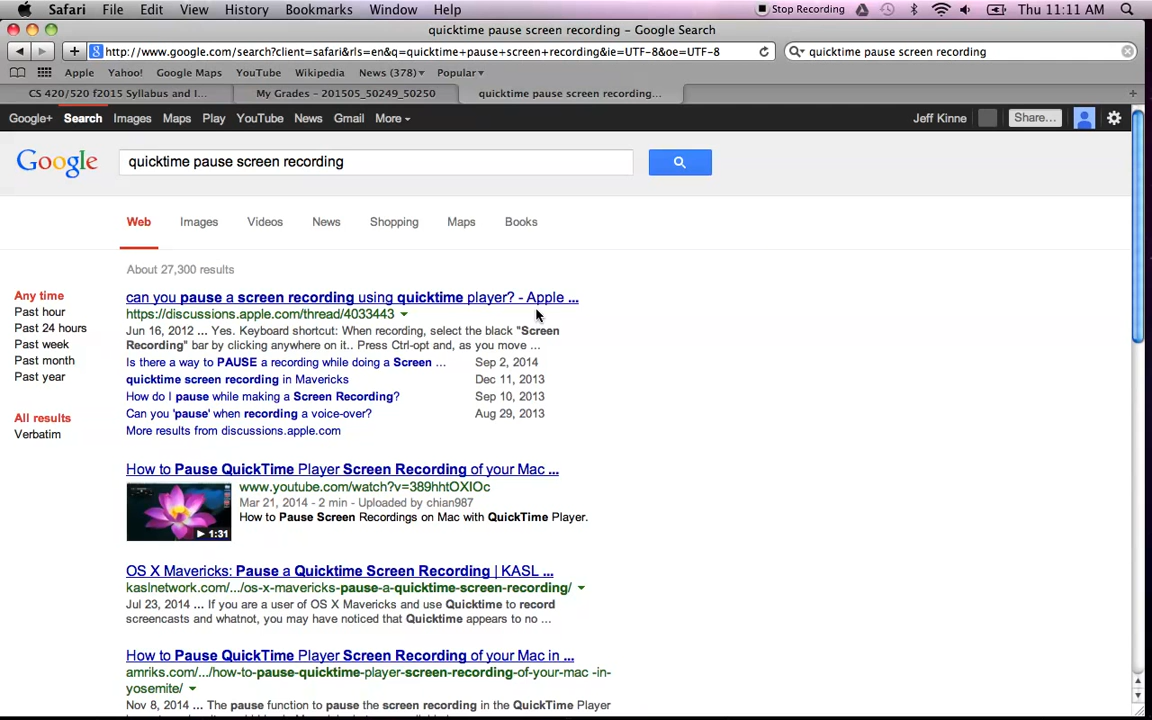 Safari File Edit View History Bookmarks Window Help Stop Recording Thu 11:11 AM
quicktime pause screen recording - Google Search
http://www.google.com/search?client=safari&rls=en&q=quicktime+pause+screen+recording&ie=UTF-8&oe=UTF-8 quicktime pause screen recording
Apple Yahoo! Google Maps YouTube Wikipedia News (378) Popular
CS 420/520 f2015 Syllabus and I... My Grades – 201505_50249_50250 quicktime pause screen recording...
Google+ Search Images Maps Play YouTube News Gmail More Jeff Kinne Share...
Google quicktime pause screen recording
Web Images Videos News Shopping Maps Books
About 27,300 results
Any time
Past hour
Past 24 hours
Past week
Past month
Past year
All results
Verbatim
can you pause a screen recording using quicktime player? - Apple ...
https://discussions.apple.com/thread/4033443
Jun 16, 2012 ... Yes. Keyboard shortcut: When recording, select the black "Screen
Recording" bar by clicking anywhere on it.. Press Ctrl-opt and, as you move ...
Is there a way to PAUSE a recording while doing a Screen ... Sep 2, 2014
quicktime screen recording in Mavericks Dec 11, 2013
How do I pause while making a Screen Recording? Sep 10, 2013
Can you 'pause' when recording a voice-over? Aug 29, 2013
More results from discussions.apple.com
How to Pause QuickTime Player Screen Recording of your Mac ...
www.youtube.com/watch?v=389hhtOXIOc
Mar 21, 2014 - 2 min - Uploaded by chian987
How to Pause Screen Recordings on Mac with QuickTime Player.
1:31
OS X Mavericks: Pause a Quicktime Screen Recording | KASL ...
kaslnetwork.com/.../os-x-mavericks-pause-a-quicktime-screen-recording/
Jul 23, 2014 ... If you are a user of OS X Mavericks and use Quicktime to record
screencasts and whatnot, you may have noticed that Quicktime appears to no ...
How to Pause QuickTime Player Screen Recording of your Mac in ...
amriks.com/.../how-to-pause-quicktime-player-screen-recording-of-your-mac -in-
yosemite/
Nov 8, 2014 ... The pause function to pause the screen recording in the QuickTime Player